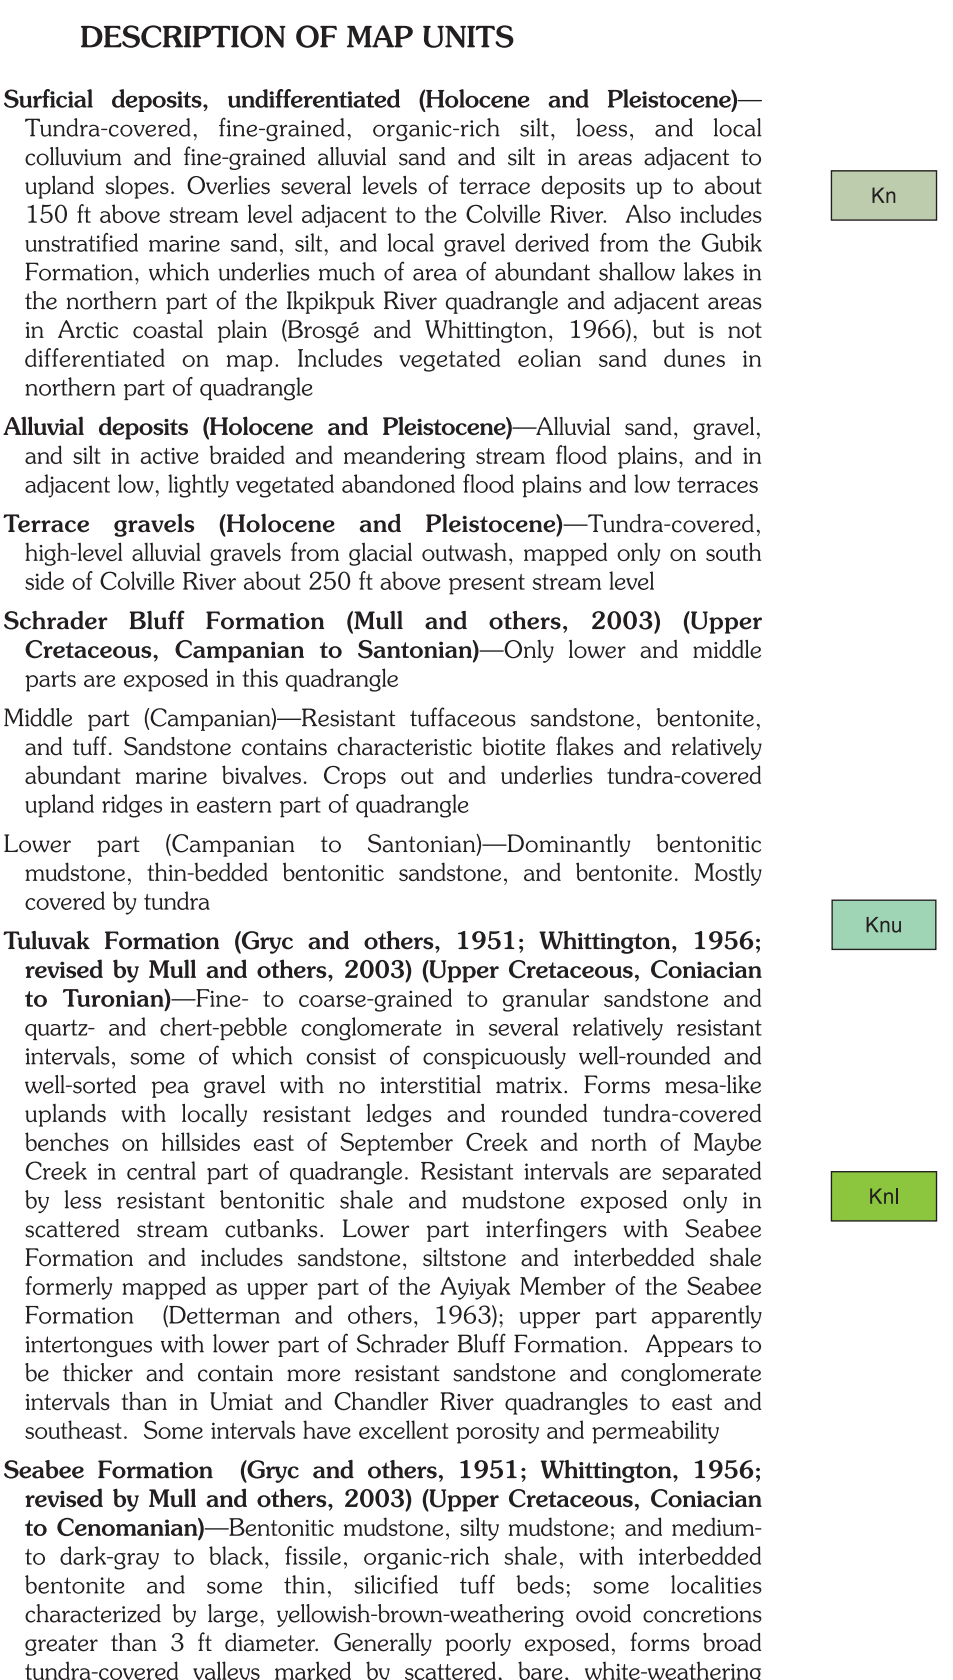 DESCRIPTION OF MAP UNITS
Surficial deposits, undifferentiated (Holocene and Pleistocene)—
Tundra-covered, fine-grained, organic-rich silt, loess, and local
colluvium and fine-grained alluvial sand and silt in areas adjacent to
upland slopes. Overlies several levels of terrace deposits up to about
150 ft above stream level adjacent to the Colville River.  Also includes
unstratified marine sand, silt, and local gravel derived from the Gubik
Formation, which underlies much of area of abundant shallow lakes in
the northern part of the Ikpikpuk River quadrangle and adjacent areas
in Arctic coastal plain (Brosgé and Whittington, 1966), but is not
differentiated on map. Includes vegetated eolian sand dunes in
northern part of quadrangle
Alluvial deposits (Holocene and Pleistocene)—Alluvial sand, gravel,
and silt in active braided and meandering stream flood plains, and in
adjacent low, lightly vegetated abandoned flood plains and low terraces
Terrace gravels (Holocene and Pleistocene)—Tundra-covered,
high-level alluvial gravels from glacial outwash, mapped only on south
side of Colville River about 250 ft above present stream level
Schrader Bluff Formation (Mull and others, 2003) (Upper
Cretaceous, Campanian to Santonian)—Only lower and middle
parts are exposed in this quadrangle
Middle part (Campanian)—Resistant tuffaceous sandstone, bentonite,
and tuff. Sandstone contains characteristic biotite flakes and relatively
abundant marine bivalves. Crops out and underlies tundra-covered
upland ridges in eastern part of quadrangle
Lower part (Campanian to Santonian)—Dominantly bentonitic
mudstone, thin-bedded bentonitic sandstone, and bentonite. Mostly
covered by tundra
Tuluvak Formation (Gryc and others, 1951; Whittington, 1956;
revised by Mull and others, 2003) (Upper Cretaceous, Coniacian
to Turonian)—Fine- to coarse-grained to granular sandstone and
quartz- and chert-pebble conglomerate in several relatively resistant
intervals, some of which consist of conspicuously well-rounded and
well-sorted pea gravel with no interstitial matrix. Forms mesa-like
uplands with locally resistant ledges and rounded tundra-covered
benches on hillsides east of September Creek and north of Maybe
Creek in central part of quadrangle. Resistant intervals are separated
by less resistant bentonitic shale and mudstone exposed only in
scattered stream cutbanks. Lower part interfingers with Seabee
Formation and includes sandstone, siltstone and interbedded shale
formerly mapped as upper part of the Ayiyak Member of the Seabee
Formation  (Detterman and others, 1963); upper part apparently
intertongues with lower part of Schrader Bluff Formation.  Appears to
be thicker and contain more resistant sandstone and conglomerate
intervals than in Umiat and Chandler River quadrangles to east and
southeast.  Some intervals have excellent porosity and permeability
Seabee Formation  (Gryc and others, 1951; Whittington, 1956;
revised by Mull and others, 2003) (Upper Cretaceous, Coniacian
to Cenomanian)—Bentonitic mudstone, silty mudstone; and medium-
to dark-gray to black, fissile, organic-rich shale, with interbedded
bentonite and some thin, silicified tuff beds; some localities
characterized by large, yellowish-brown-weathering ovoid concretions
greater than 3 ft diameter. Generally poorly exposed, forms broad
tundra-covered valleys marked by scattered, bare, white-weathering
Kn
Knu
Knl